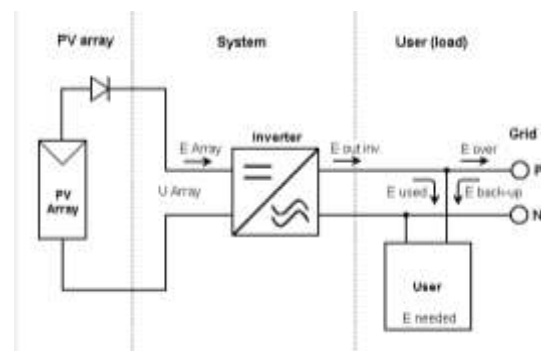 PV array
System
User (load)
E Array
Inverter
E out inv.
E over
Grid
P
PV
Array
U Array
E used
E back-up
N
User
E needed